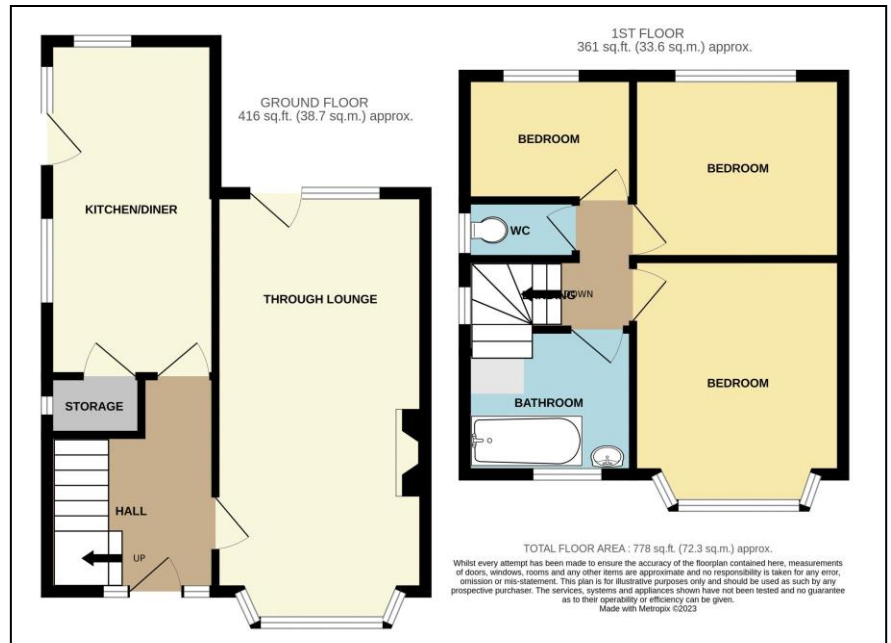 GROUND FLOOR
416 sq.ft. (38.7 sq.m.) approx.
KITCHEN/DINER
THROUGH LOUNGE
STORAGE
HALL
UP
1ST FLOOR
361 sq.ft. (33.6 sq.m.) approx.
BEDROOM
BEDROOM
WC
LANDING
DOWN
BEDROOM
BATHROOM
TOTAL FLOOR AREA : 778 sq.ft. (72.3 sq.m.) approx.
Whilst every attempt has been made to ensure the accuracy of the floorplan contained here, measurements
of doors, windows, rooms and any other items are approximate and no responsibility is taken for any error,
omission or mis-statement. This plan is for illustrative purposes only and should be used as such by any
prospective purchaser. The services, systems and appliances shown have not been tested and no guarantee
as to their operability or efficiency can be given.
Made with Metropix ©2023